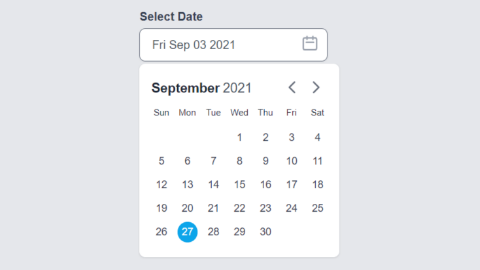 Select Date
Fri Sep 03 2021
September 2021
Sun Mon Tue Wed Thu Fri Sat
1 2 3 4
5 6 7 8 9 10 11
12 13 14 15 16 17 18
19 20 21 22 23 24 25
26 27 28 29 30